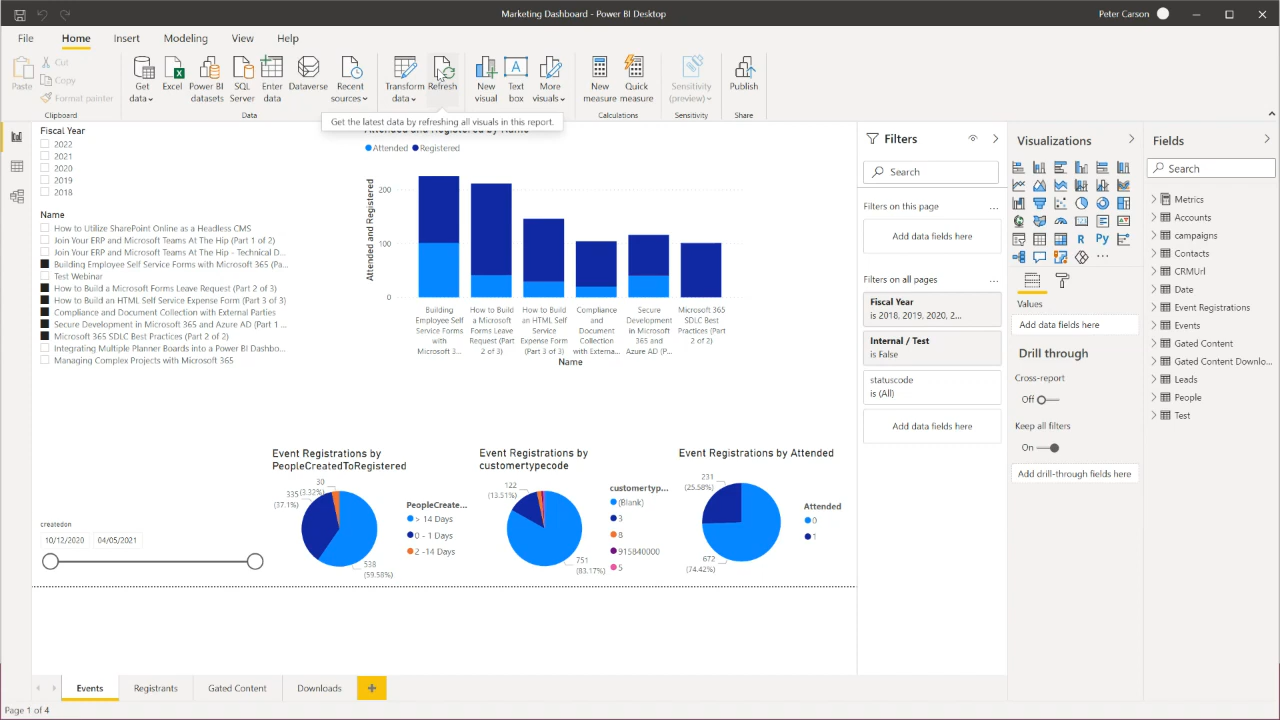 Marketing Dashboard - Power BI Desktop
Peter Carson
File Home Insert Modeling View Help
Paste
Cut
Copy
Format painter
Clipboard
Get data
Excel
Power BI datasets
SQL Server
Enter data
Dataverse
Recent sources
Data
Transform data
Refresh
New visual
Text box
More visuals
New measure
Quick measure
Calculations
Sensitivity (preview)
Sensitivity
Publish
Share
Get the latest data by refreshing all visuals in this report.
Fiscal Year
2022
2021
2020
2019
2018
Name
How to Utilize SharePoint Online as a Headless CMS
Join Your ERP and Microsoft Teams At The Hip (Part 1 of 2)
Join Your ERP and Microsoft Teams At The Hip - Technical D...
Building Employee Self Service Forms with Microsoft 365 (Pa...
Test Webinar
How to Build a Microsoft Forms Leave Request (Part 2 of 3)
How to Build an HTML Self Service Expense Form (Part 3 of 3)
Compliance and Document Collection with External Parties
Secure Development in Microsoft 365 and Azure AD (Part 1 ...
Microsoft 365 SDLC Best Practices (Part 2 of 2)
Integrating Multiple Planner Boards into a Power BI Dashbo...
Managing Complex Projects with Microsoft 365
Attended and Registered by Name
Attended Registered
Attended and Registered
200
100
0
Building
Employee Self
Service Forms
with
Microsoft 3...
How to Build
a Microsoft
Forms Leave
Request (Part
2 of 3)
How to Build
an HTML Self
Service
Expense Form
(Part 3 of 3)
Compliance
and
Document
Collection
with Externa...
Secure
Development
in Microsoft
365 and
Azure AD (P...
Microsoft 365
SDLC Best
Practices (Part
2 of 2)
Name
createdon
10/12/2020 04/05/2021
Event Registrations by
PeopleCreatedToRegistered
30
(3.32%)
335
(37.1%)
538
(59.58%)
PeopleCreate...
> 14 Days
0 - 1 Days
2 -14 Days
Event Registrations by
customertypecode
122
(13.51%)
751
(83.17%)
customertyp...
(Blank)
3
8
915840000
5
Event Registrations by Attended
231
(25.58%)
672
(74.42%)
Attended
0
1
Filters
Search
Filters on this page ...
Add data fields here
Filters on all pages ...
Fiscal Year
is 2018, 2019, 2020, 2...
Internal / Test
is False
statuscode
is (All)
Add data fields here
Visualizations
R
Py
...
Values
Add data fields here
Drill through
Cross-report
Off
Keep all filters
On
Add drill-through fields here
Fields
Search
Metrics
Accounts
campaigns
Contacts
CRMUrl
Date
Event Registrations
Events
Gated Content
Gated Content Downlo...
Leads
People
Test
Events Registrants Gated Content Downloads +
Page 1 of 4